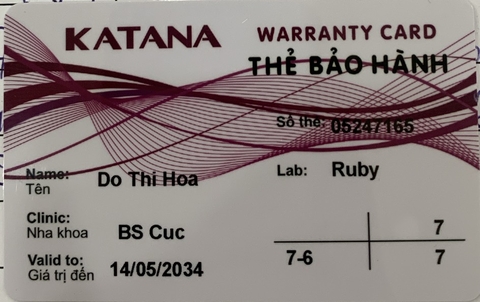 KATANA
WARRANTY CARD
THẺ BẢO HÀNH
Số thẻ: 05247165
Name: Do Thi Hoa
Tên
Lab: Ruby
Clinic: BS Cuc
Nha khoa
7
7-6 7
Valid to: 14/05/2034
Giá trị đến